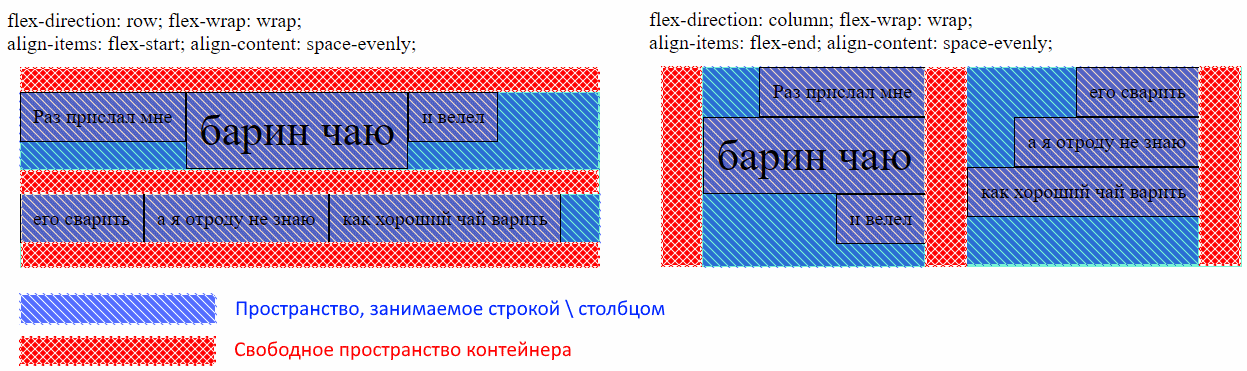 flex-direction: row; flex-wrap: wrap;
align-items: flex-start; align-content: space-evenly;
Раз прислал мне
барин чаю
и велел
его сварить
а я отроду не знаю
как хороший чай варить
flex-direction: column; flex-wrap: wrap;
align-items: flex-end; align-content: space-evenly;
Раз прислал мне
барин чаю
и велел
его сварить
а я отроду не знаю
как хороший чай варить
Пространство, занимаемое строкой \ столбцом
Свободное пространство контейнера